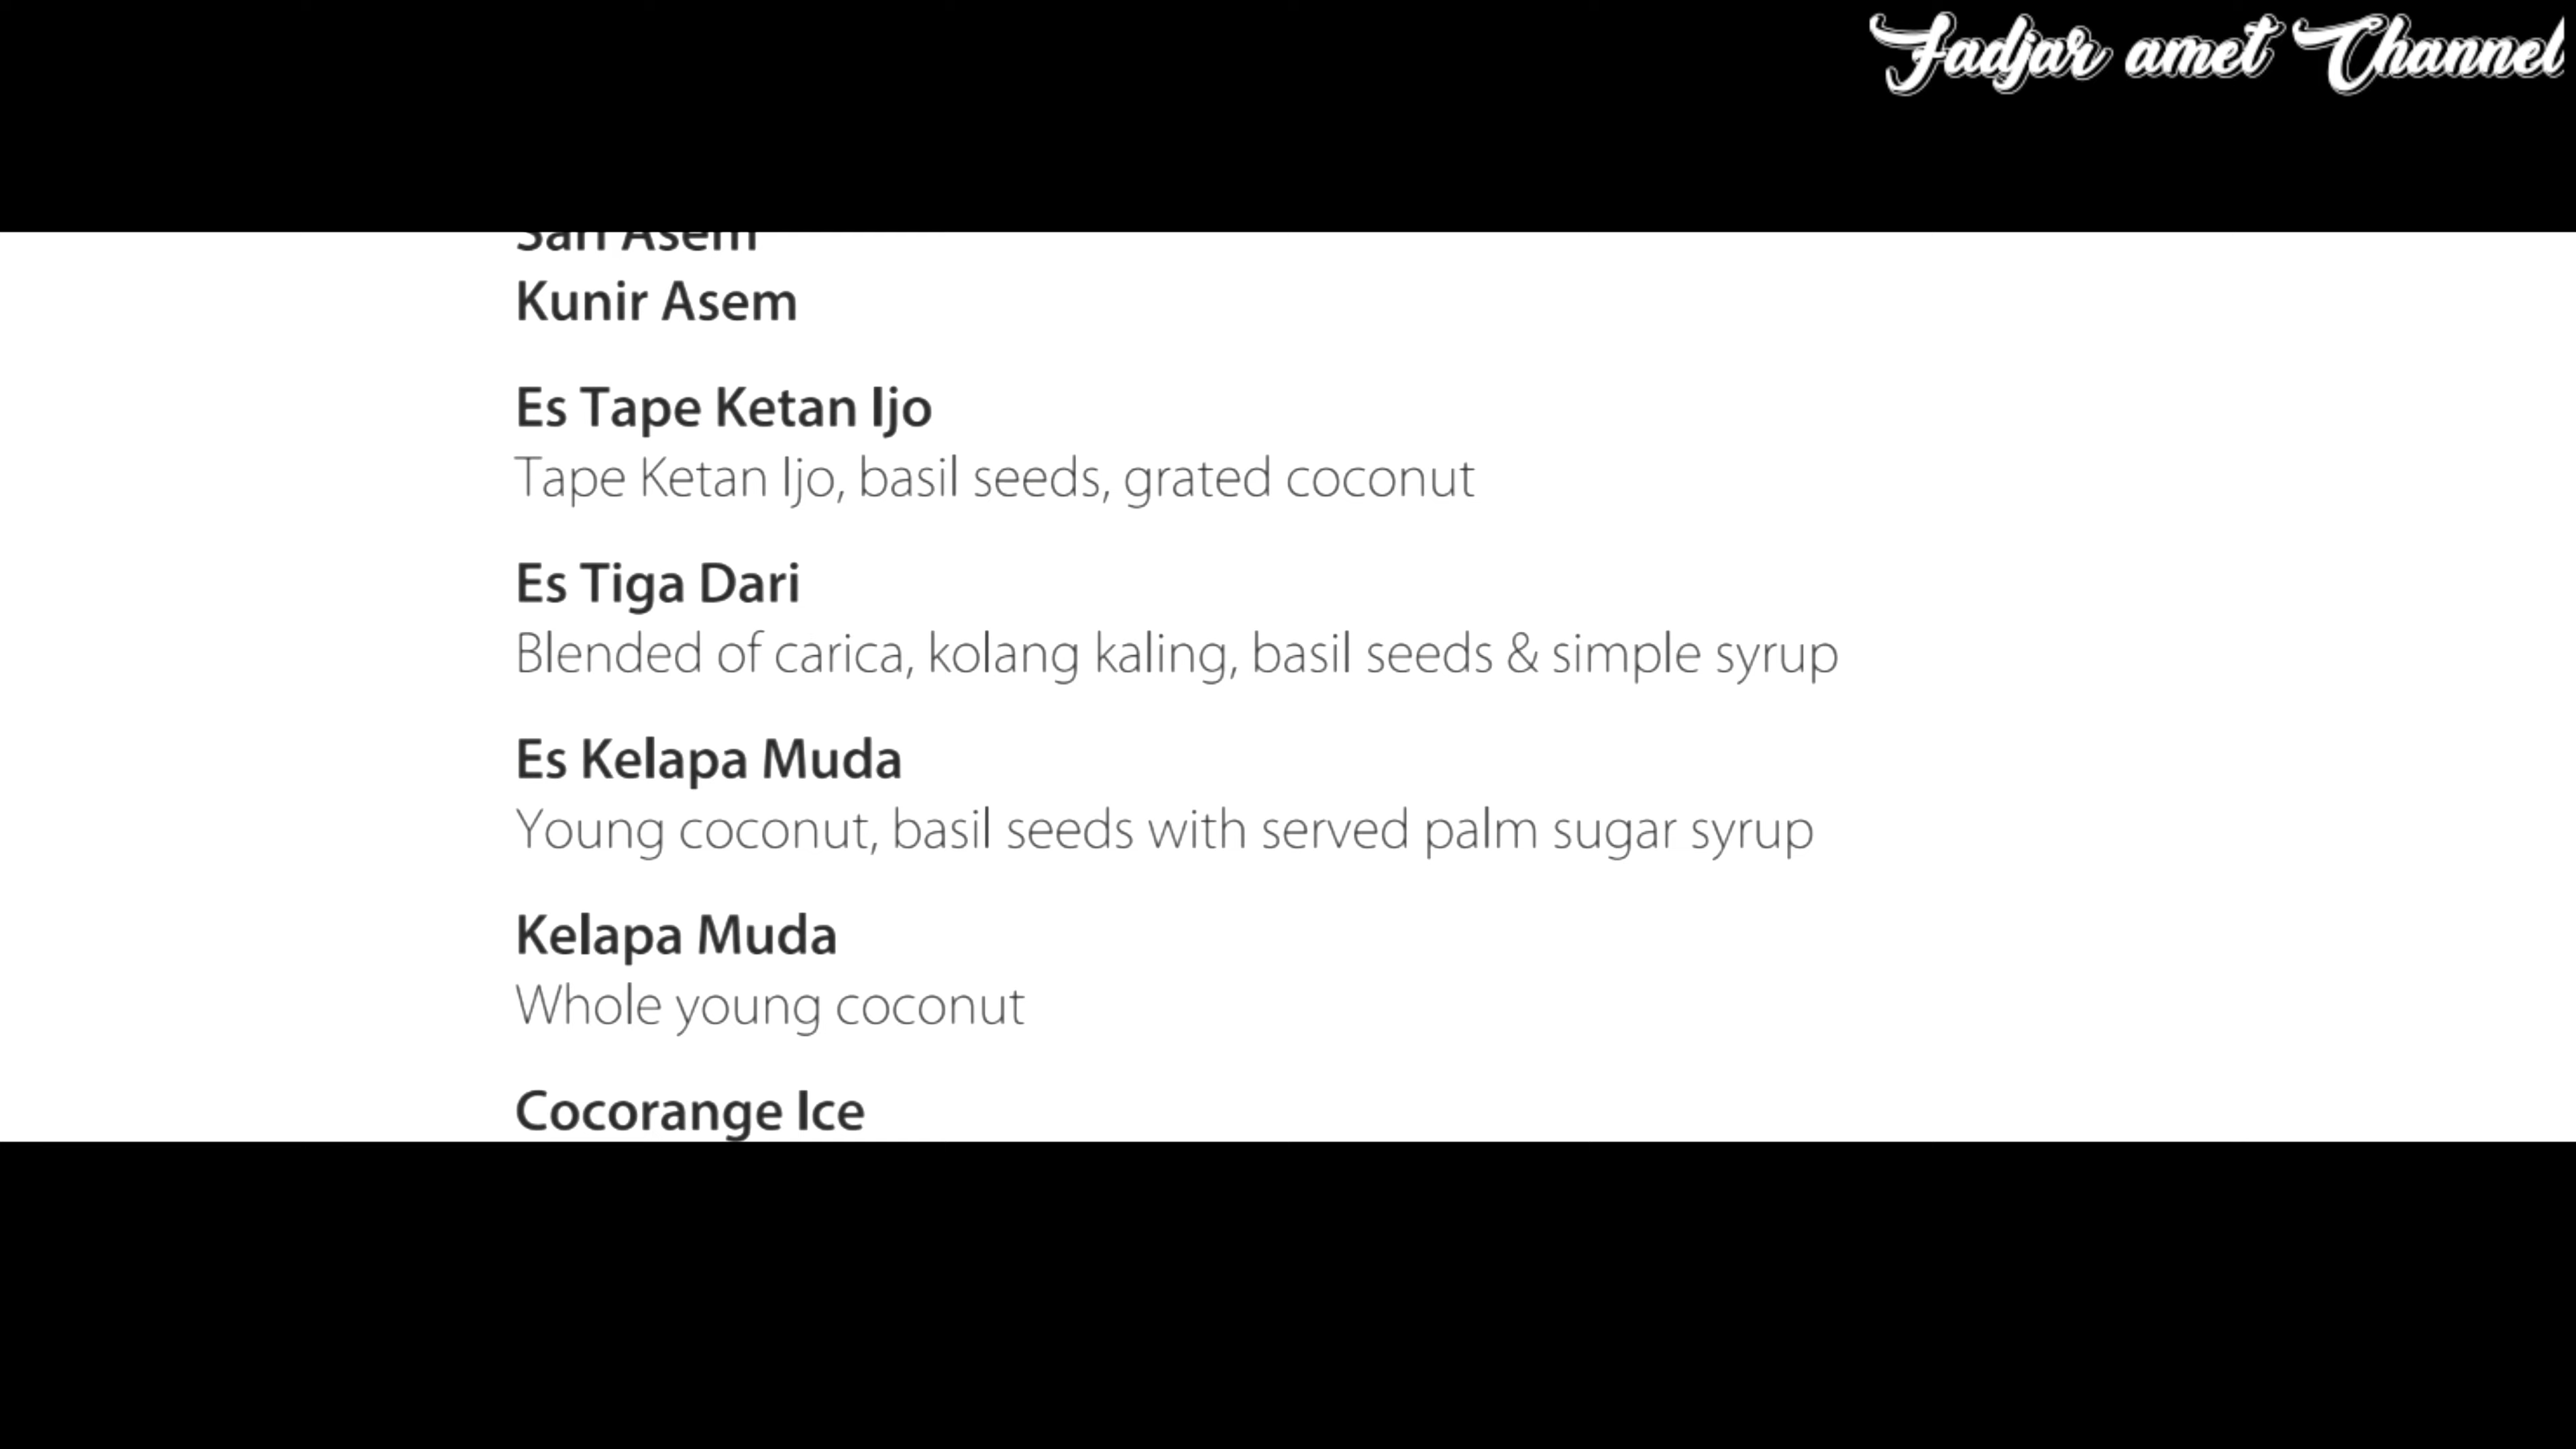 Fadjar amet Channel
Sari Asem
Kunir Asem
Es Tape Ketan Ijo
Tape Ketan Ijo, basil seeds, grated coconut
Es Tiga Dari
Blended of carica, kolang kaling, basil seeds & simple syrup
Es Kelapa Muda
Young coconut, basil seeds with served palm sugar syrup
Kelapa Muda
Whole young coconut
Cocorange Ice